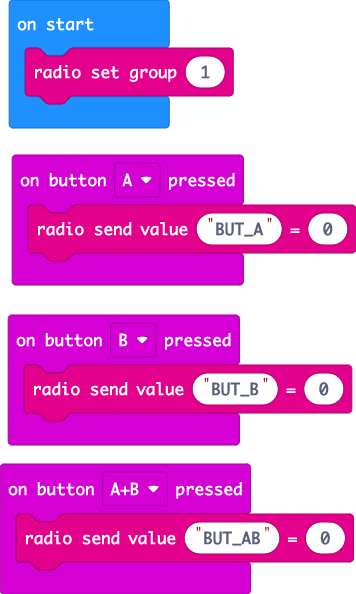 on start
radio set group 1
on button A pressed
radio send value "BUT_A" = 0
on button B pressed
radio send value "BUT_B" = 0
on button A+B pressed
radio send value "BUT_AB" = 0